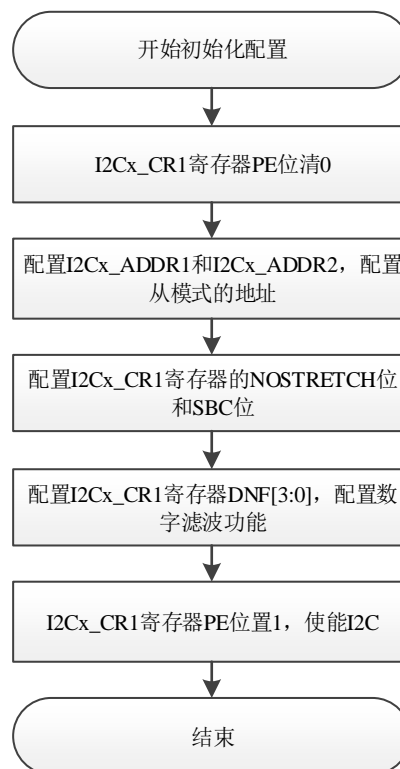 开始初始化配置
I2Cx_CR1寄存器PE位清0
配置I2Cx_ADDR1和I2Cx_ADDR2，配置
从模式的地址
配置I2Cx_CR1寄存器的NOSTRETCH位
和SBC位
配置I2Cx_CR1寄存器DNF[3:0]，配置数
字滤波功能
I2Cx_CR1寄存器PE位置1，使能I2C
结束